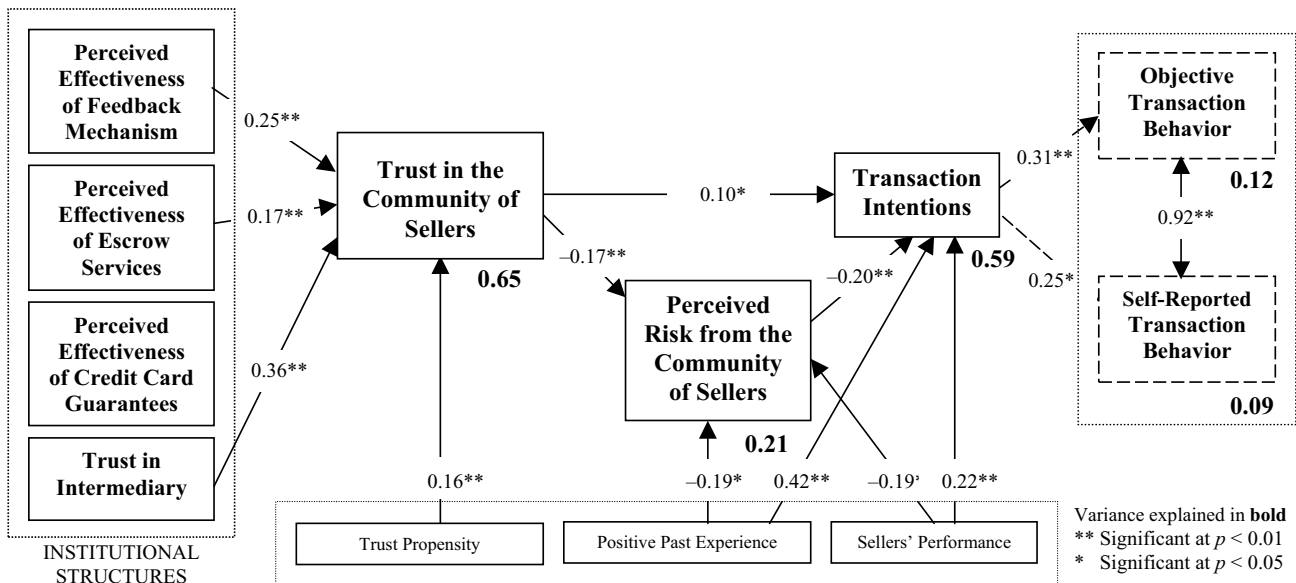 Perceived
Effectiveness
of Feedback
Mechanism
Perceived
Effectiveness
of Escrow
Services
Perceived
Effectiveness
of Credit Card
Guarantees
Trust in
Intermediary
INSTITUTIONAL
STRUCTURES
0.25**
0.17**
0.36**
Trust in the
Community of
Sellers
0.65
0.16**
0.10*
–0.17**
Perceived
Risk from the
Community
of Sellers
0.21
–0.20**
–0.19*
0.42**
–0.19
0.22**
Transaction
Intentions
0.59
0.31**
0.25*
Objective
Transaction
Behavior
0.12
0.92**
Self-Reported
Transaction
Behavior
0.09
Trust Propensity
Positive Past Experience
Sellers’ Performance
Variance explained in bold
** Significant at p < 0.01
* Significant at p < 0.05